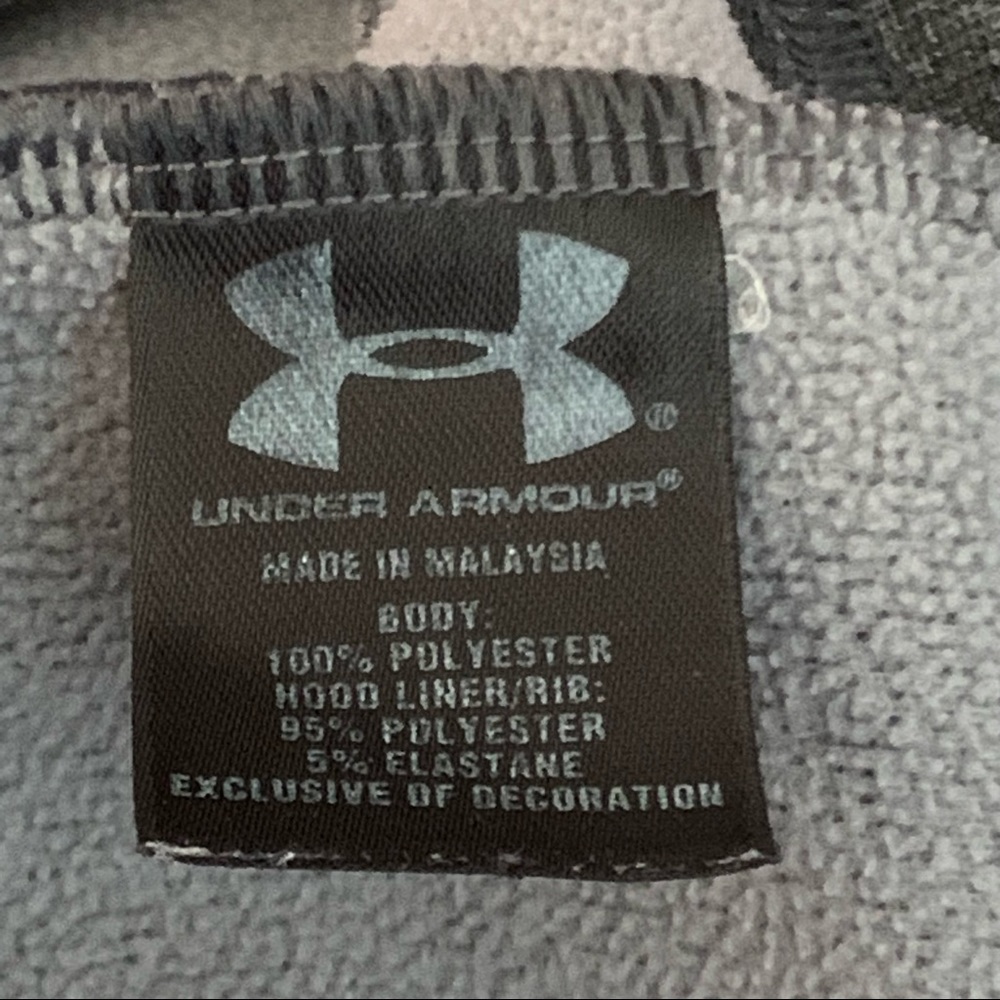 ®
UNDER ARMOUR®
MADE IN MALAYSIA
BODY:
100% POLYESTER
HOOD LINER/RIB:
95% POLYESTER
5% ELASTANE
EXCLUSIVE OF DECORATION